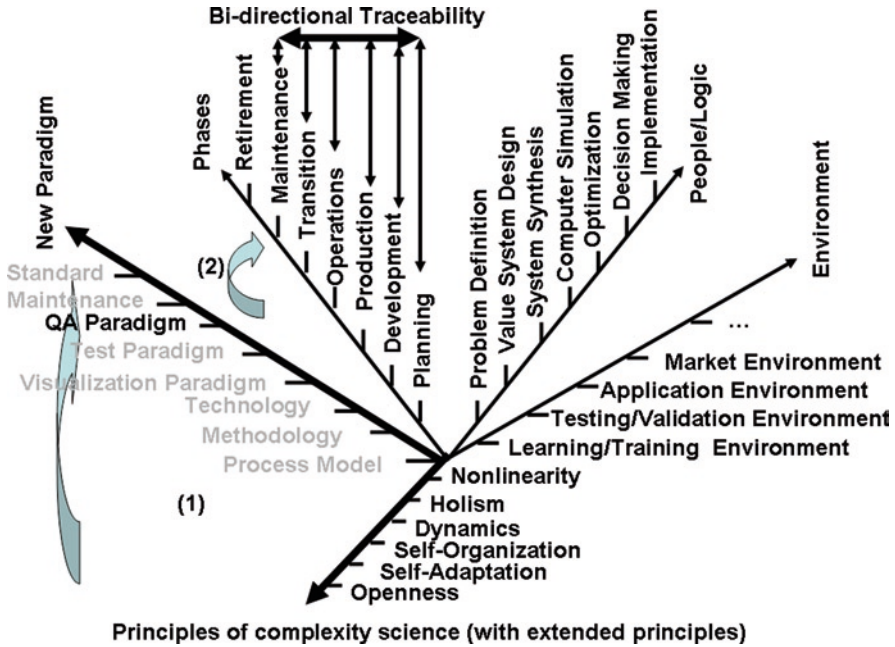 Bi-directional Traceability
New Paradigm
Standard
Maintenance
QA Paradigm
Test Paradigm
Visualization Paradigm
Technology
Methodology
Process Model
(1)
(2)
Phases
Retirement
Maintenance
Transition
Operations
Production
Development
Planning
Problem Definition
Value System Design
System Synthesis
Computer Simulation
Optimization
Decision Making
Implementation
People/Logic
Environment
...
Market Environment
Application Environment
Testing/Validation Environment
Learning/Training Environment
Nonlinearity
Holism
Dynamics
Self-Organization
Self-Adaptation
Openness
Principles of complexity science (with extended principles)